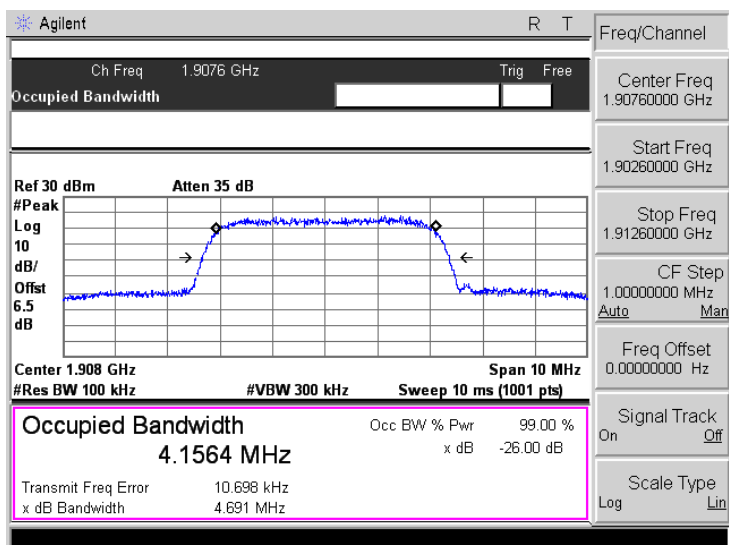 Agilent R T
Ch Freq 1.9076 GHz Trig Free
Occupied Bandwidth
Ref 30 dBm Atten 35 dB
#Peak
Log
10
dB/
Offst
6.5
dB
Center 1.908 GHz Span 10 MHz
#Res BW 100 kHz #VBW 300 kHz Sweep 10 ms (1001 pts)
Occupied Bandwidth Occ BW % Pwr 99.00 %
4.1564 MHz x dB -26.00 dB
Transmit Freq Error 10.698 kHz
x dB Bandwidth 4.691 MHz
Freq/Channel
Center Freq
1.90760000 GHz
Start Freq
1.90260000 GHz
Stop Freq
1.91260000 GHz
CF Step
1.00000000 MHz
Auto Man
Freq Offset
0.00000000 Hz
Signal Track
On Off
Scale Type
Log Lin